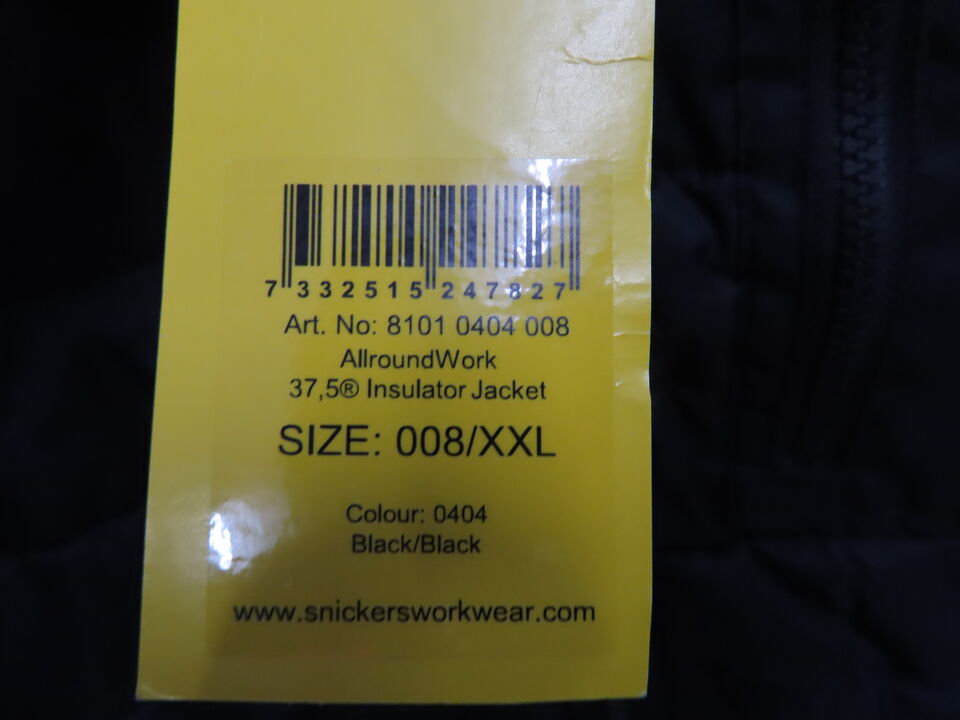 7 332515 247827
Art. No: 8101 0404 008
AllroundWork
37,5® Insulator Jacket
SIZE: 008/XXL
Colour: 0404
Black/Black
www.snickersworkwear.com